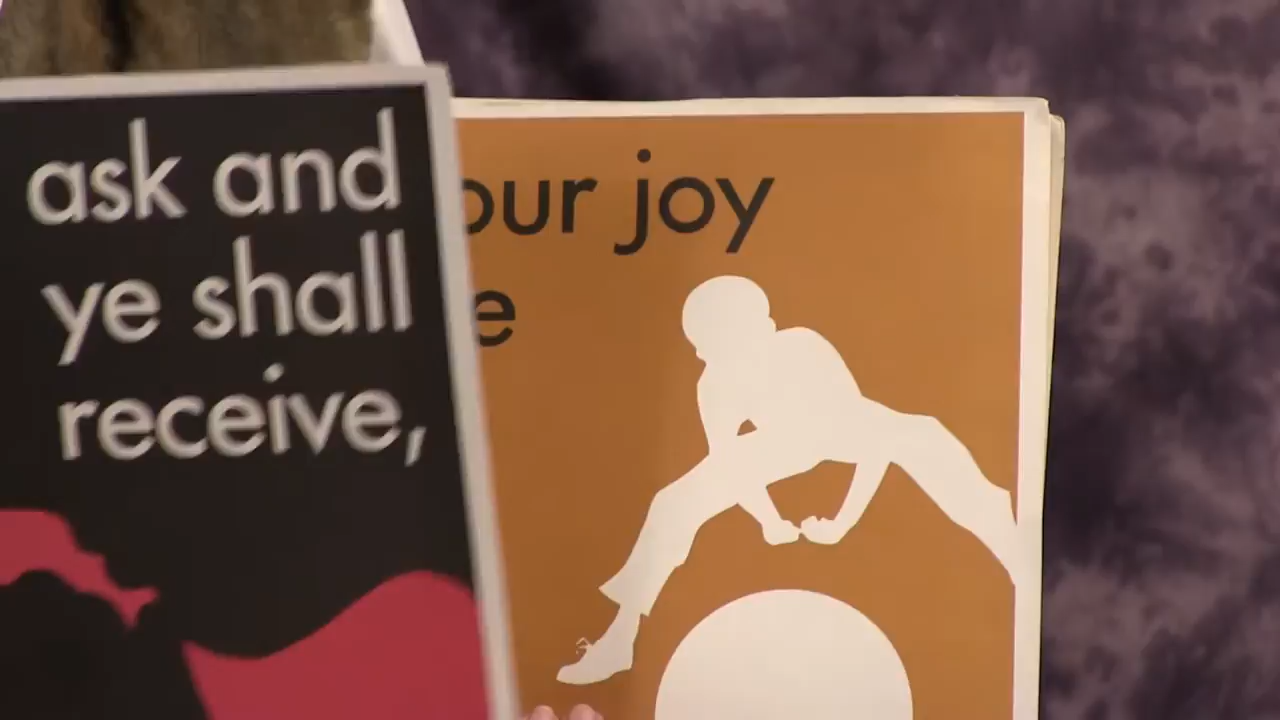 ask and
ye shall
receive,
our joy
e